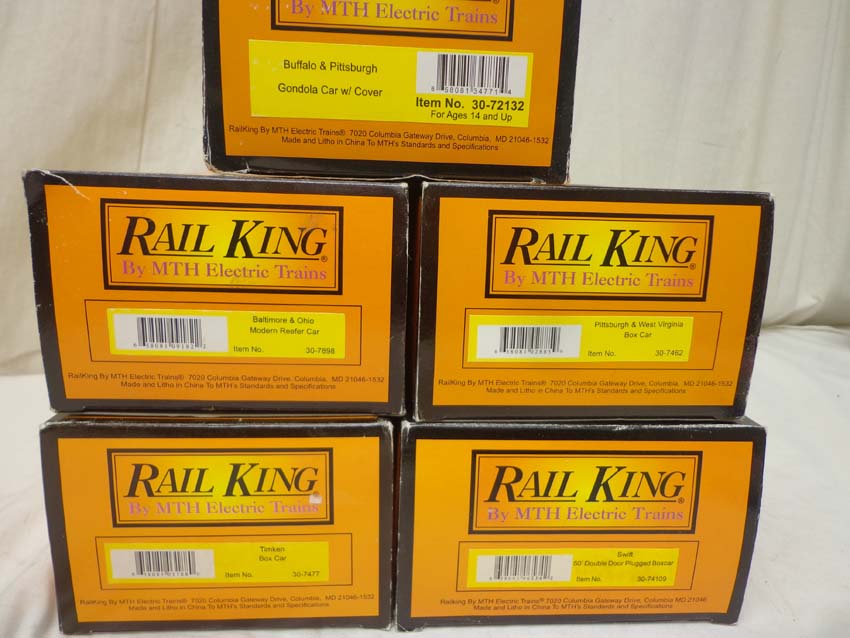 By MTH Electric Trains
Buffalo & Pittsburgh
Gondola Car w/ Cover
6 58081 34771 4
Item No. 30-72132
For Ages 14 and Up
RailKing By MTH Electric Trains® 7020 Columbia Gateway Drive, Columbia, MD 21046-1532
Made and Litho in China To MTH's Standards and Specifications
RAIL KING®
By MTH Electric Trains
Baltimore & Ohio
Modern Reefer Car
Item No. 30-7898
RailKing By MTH Electric Trains® 7020 Columbia Gateway Drive, Columbia, MD 21046-1532
Made and Litho in China To MTH's Standards and Specifications
RAIL KING®
By MTH Electric Trains
Pittsburgh & West Virginia
Box Car
Item No. 30-7462
RailKing By MTH Electric Trains® 7020 Columbia Gateway Drive, Columbia, MD 21046-1532
Made and Litho in China To MTH's Standards and Specifications
RAIL KING
By MTH Electric Trains
Timken
Box Car
Item No. 30-7477
RailKing By MTH Electric Trains® 7020 Columbia Gateway Drive, Columbia, MD 21046-1532
Made and Litho in China To MTH's Standards and Specifications
RAIL KING®
By MTH Electric Trains
Swift
50' Double Door Plugged Boxcar
Item No. 30-74109
RailKing By MTH Electric Trains® 7020 Columbia Gateway Drive, Columbia MD 21046
Made and Litho in China To MTH's Standards and Specifications